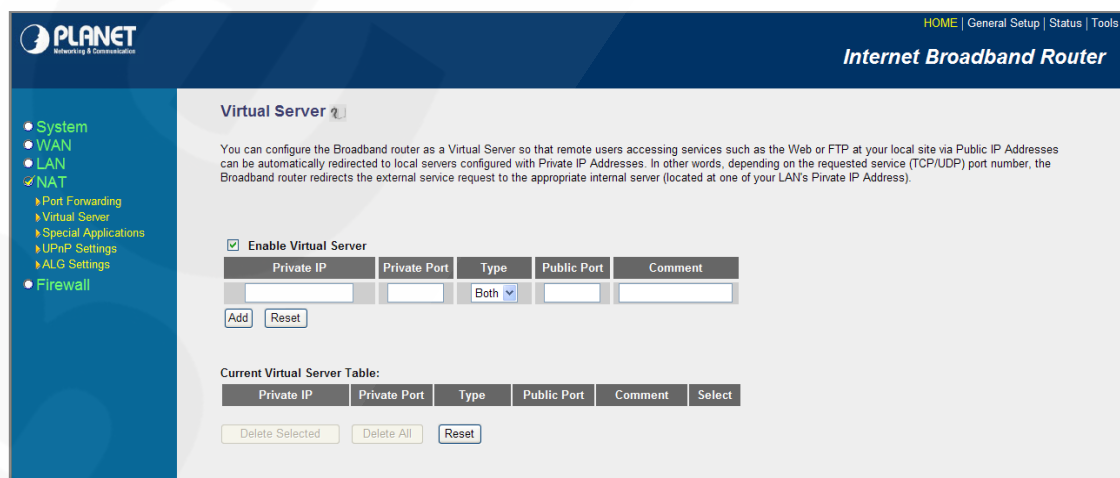 PLANET
Networking & Communication
HOME | General Setup | Status | Tools
Internet Broadband Router
System
WAN
LAN
NAT
Port Forwarding
Virtual Server
Special Applications
UPnP Settings
ALG Settings
Firewall
Virtual Server
You can configure the Broadband router as a Virtual Server so that remote users accessing services such as the Web or FTP at your local site via Public IP Addresses
can be automatically redirected to local servers configured with Private IP Addresses. In other words, depending on the requested service (TCP/UDP) port number, the
Broadband router redirects the external service request to the appropriate internal server (located at one of your LAN's Pivate IP Address).
Enable Virtual Server
Private IP Private Port Type Public Port Comment
Both
Add Reset
Current Virtual Server Table:
Private IP Private Port Type Public Port Comment Select
Delete Selected Delete All Reset